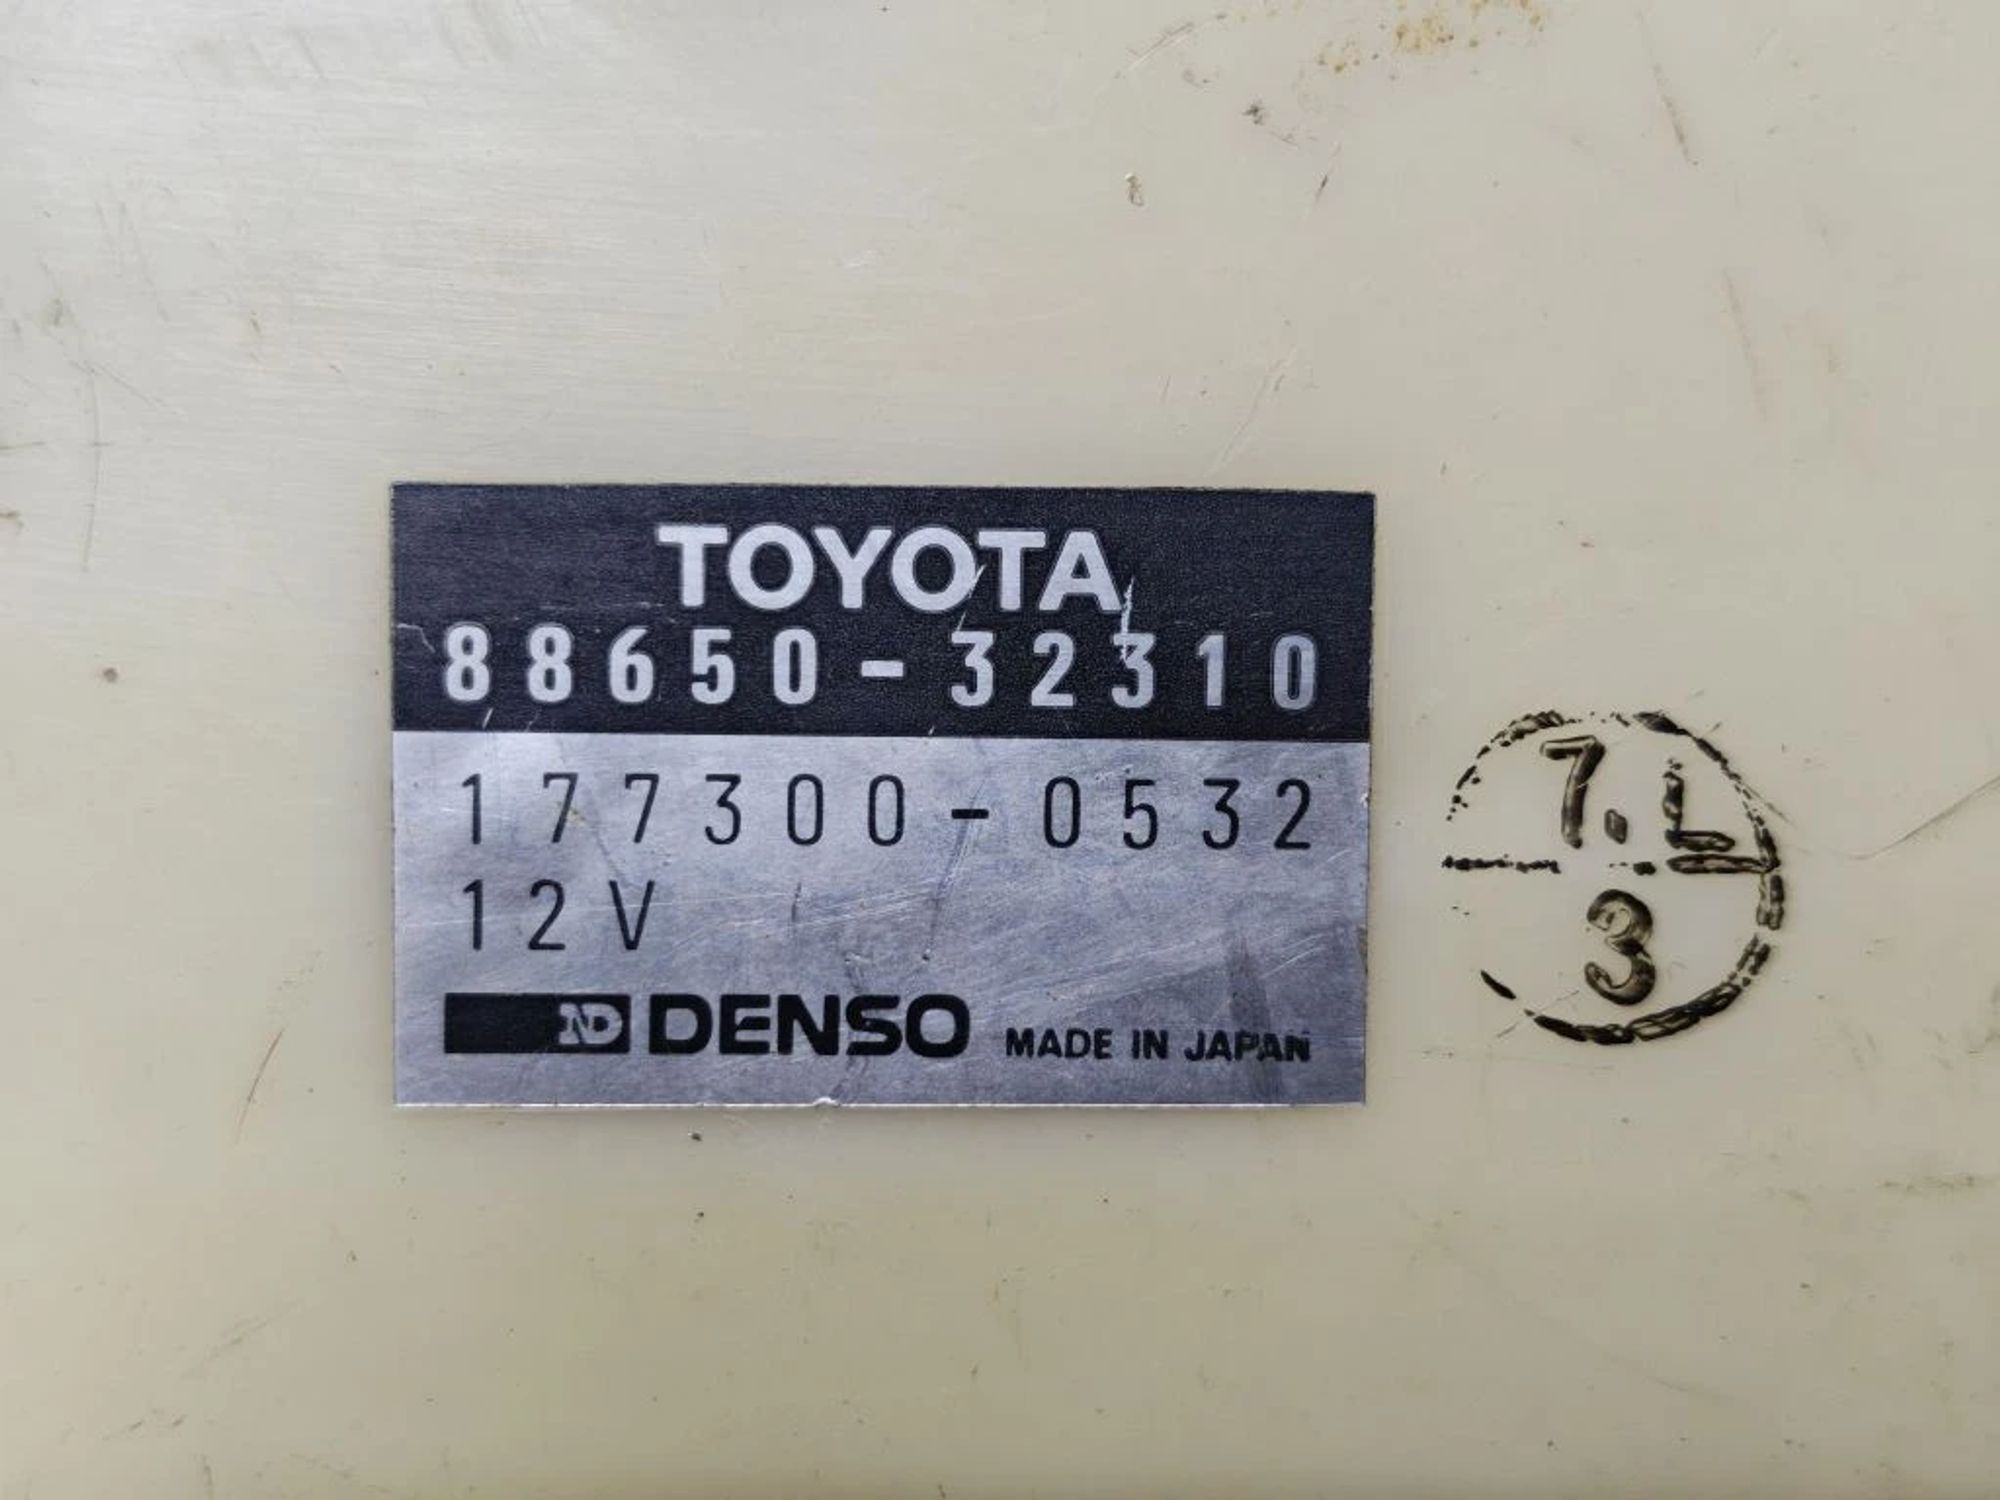 TOYOTA
88650-32310
177300-0532
12V
ND DENSO MADE IN JAPAN
7.L
3